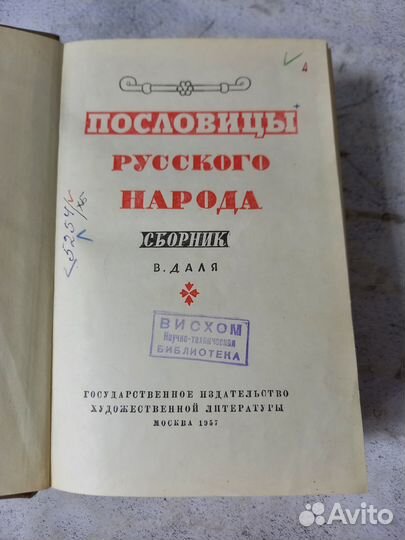 ПОСЛОВИЦЫ
РУССКОГО
НАРОДА
СБОРНИК
В. ДАЛЯ
ВИСХОМ
Научно-техническая
БИБЛИОТЕКА
ГОСУДАРСТВЕННОЕ ИЗДАТЕЛЬСТВО
ХУДОЖЕСТВЕННОЙ ЛИТЕРАТУРЫ
МОСКВА 1957
Avito